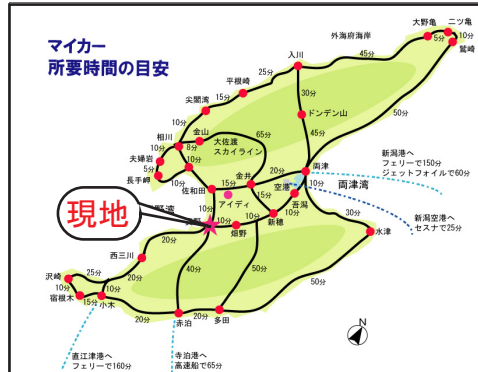 マイカー
所要時間の目安
外海府海岸
大野亀
二ツ亀
5分
10分
鷲崎
入川
45分
25分
平根崎
15分
尖閣湾
30分
10分
ドンデン山
相川
金山
8分
大佐渡
スカイライン
65分
45分
10分
夫婦岩
5分
10分
長手岬
10分
佐和田
15分
金井
20分
両津
新潟港へ
フェリーで150分
ジェットフォイルで60分
アイディ
15分
空港
10分
両津湾
吾潟
現地
野湾
10分
10分
畑野
新穂
10分
30分
水津
新潟空港へ
セスナで25分
西三川
20分
20分
40分
50分
50分
沢崎
25分
10分
宿根木
15分
10分
小木
20分
赤泊
20分
多田
N
直江津港へ
フェリーで160分
寺泊港へ
高速船で65分